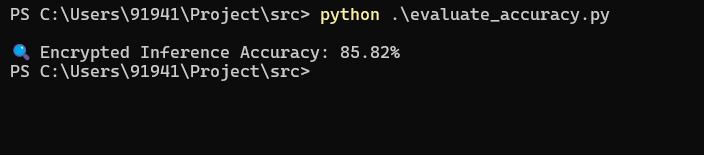 PS C:\Users\91941\Project\src> python .\evaluate_accuracy.py
🔍 Encrypted Inference Accuracy: 85.82%
PS C:\Users\91941\Project\src>